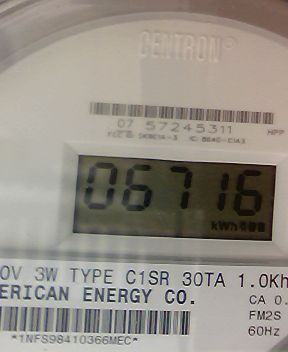 CENTRON®
07 57245311
HPP
06716
kWh
0V 3W TYPE C1SR 30TA 1.0Kh
ERICAN ENERGY CO.
CA 0.
FM2S
60Hz
*1NFS98410366MEC*